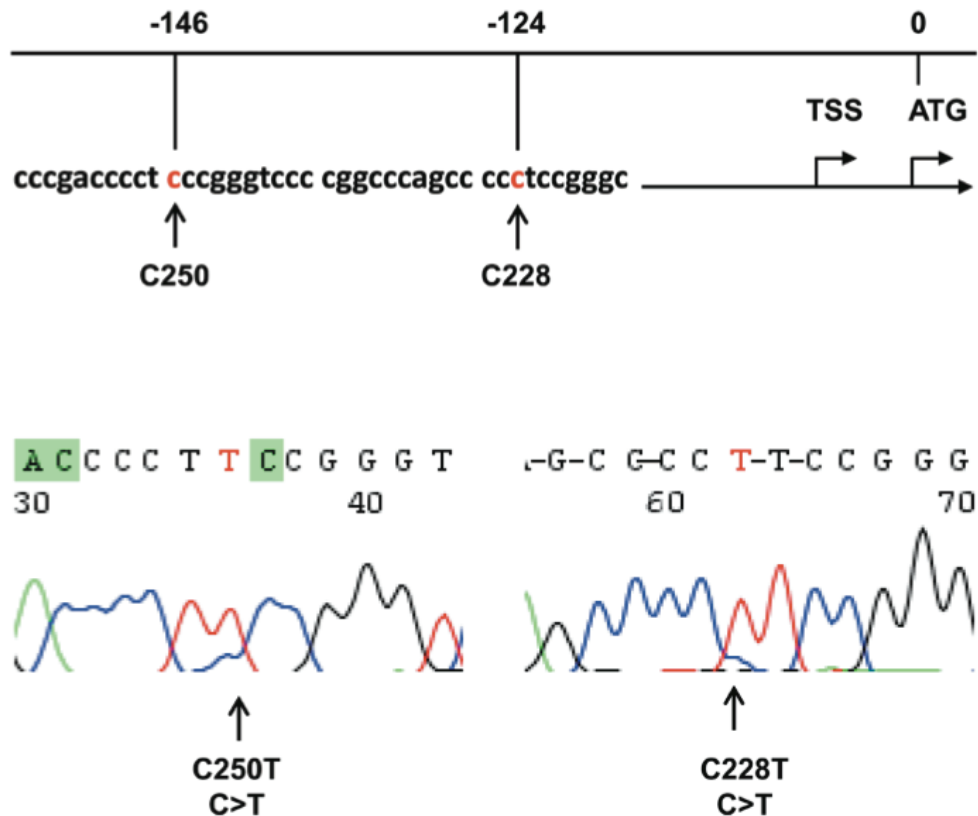 -146 -124 0
TSS ATG
cccgacccct cccgggtccc cggcccagcc ccctccgggc
C250 C228
A C C C C T T C C G G G T
-G-C C-C C T-T-C C G G G
30 40 60 70
C250T C228T
C>T C>T